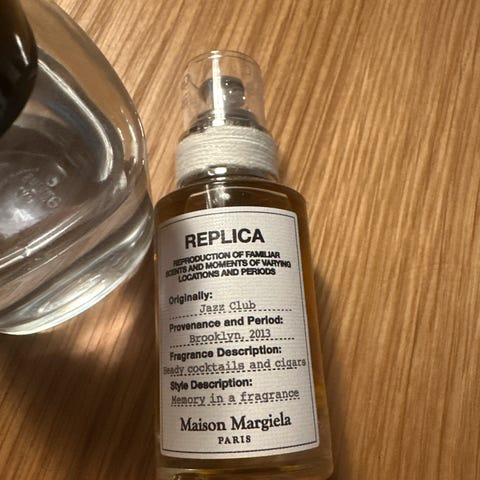 REPLICA
REPRODUCTION OF FAMILIAR
SCENTS AND MOMENTS OF VARYING
LOCATIONS AND PERIODS
Originally:
Jazz Club
Provenance and Period:
Brooklyn, 2013
Fragrance Description:
Heady cocktails and cigars
Style Description:
Memory in a fragrance
Maison Margiela
PARIS